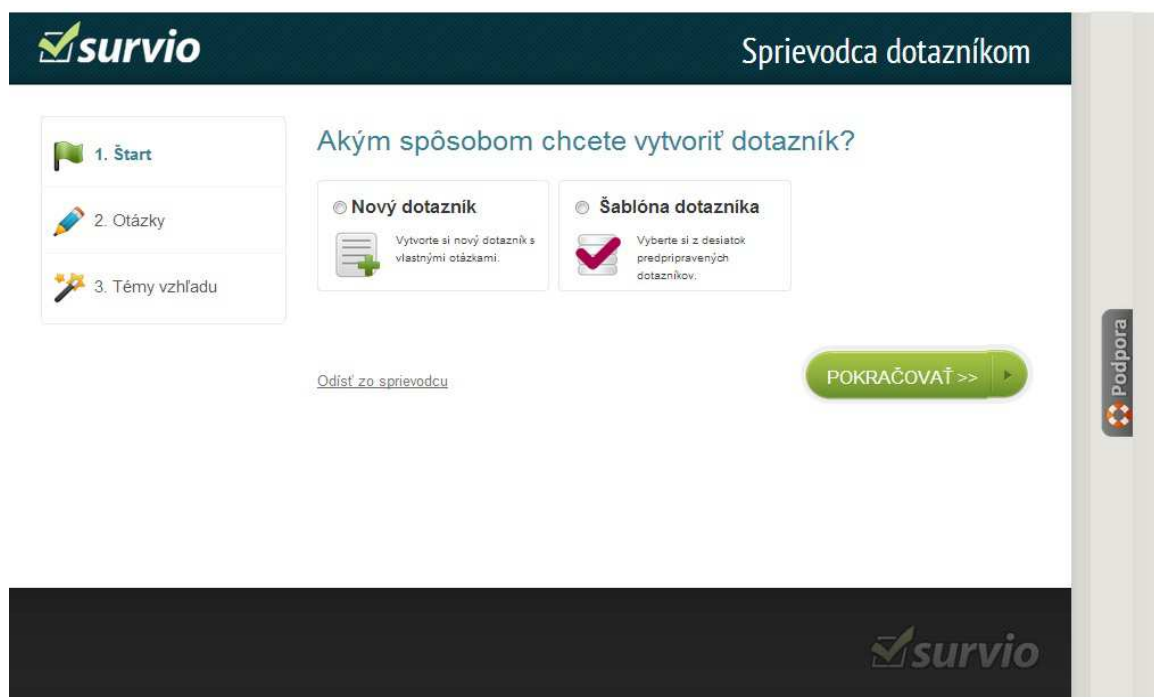 survio
Sprievodca dotazníkom
1. Štart
2. Otázky
3. Témy vzhľadu
Akým spôsobom chcete vytvoriť dotazník?
Nový dotazník
Vytvorte si nový dotazník s
vlastnými otázkami.
Šablóna dotazníka
Vyberte si z desiatok
predpripravených
dotazníkov.
Odísť zo sprievodcu
POKRAČOVAŤ >>
Podpora
survio